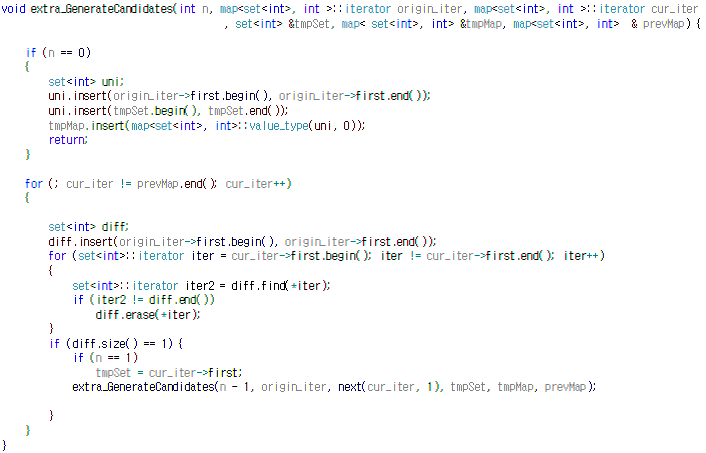 void extra_GenerateCandidates(int n, map<set<int>, int >::iterator origin_iter, map<set<int>, int >::iterator cur_iter
, set<int> &tmpSet, map< set<int>, int> &tmpMap, map<set<int>, int>  & prevMap) {
if (n == 0)
{
set<int> uni;
uni.insert(origin_iter->first.begin(), origin_iter->first.end());
uni.insert(tmpSet.begin(), tmpSet.end());
tmpMap.insert(map<set<int>, int>::value_type(uni, 0));
return;
}
for (; cur_iter != prevMap.end(); cur_iter++)
{
set<int> diff;
diff.insert(origin_iter->first.begin(), origin_iter->first.end());
for (set<int>::iterator iter = cur_iter->first.begin(); iter != cur_iter->first.end(); iter++)
{
set<int>::iterator iter2 = diff.find(*iter);
if (iter2 != diff.end())
diff.erase(*iter);
}
if (diff.size() == 1) {
if (n == 1)
tmpSet = cur_iter->first;
extra_GenerateCandidates(n - 1, origin_iter, next(cur_iter, 1), tmpSet, tmpMap, prevMap);
}
}
}